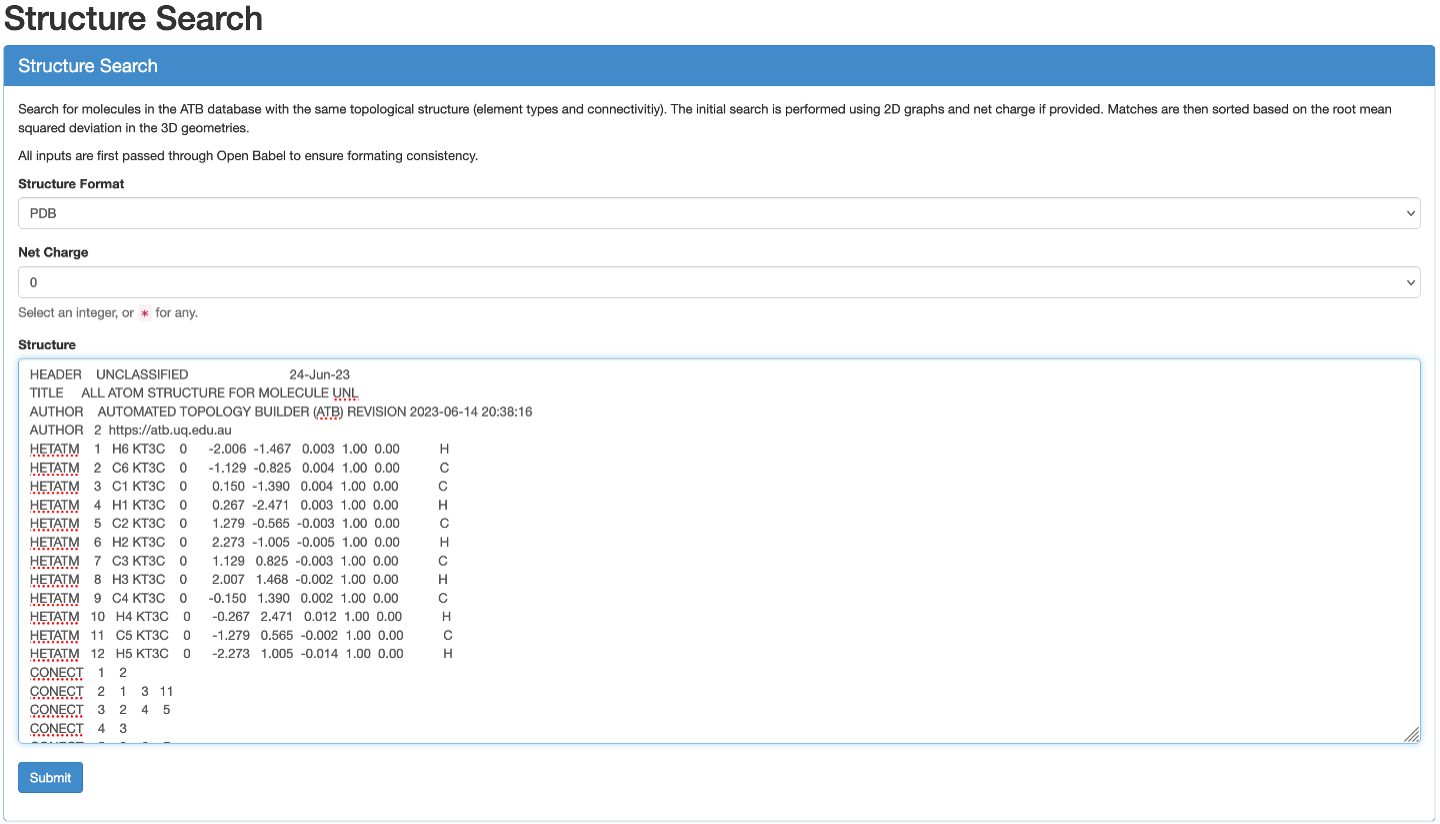 Structure Search
Structure Search
Search for molecules in the ATB database with the same topological structure (element types and connectivitiy). The initial search is performed using 2D graphs and net charge if provided. Matches are then sorted based on the root mean
squared deviation in the 3D geometries.
All inputs are first passed through Open Babel to ensure formating consistency.
Structure Format
PDB
Net Charge
0
Select an integer, or * for any.
Structure
HEADER UNCLASSIFIED 24-Jun-23
TITLE ALL ATOM STRUCTURE FOR MOLECULE UNL
AUTHOR AUTOMATED TOPOLOGY BUILDER (ATB) REVISION 2023-06-14 20:38:16
AUTHOR 2 https://atb.uq.edu.au
HETATM 1 H6 KT3C 0 -2.006 -1.467 0.003 1.00 0.00 H
HETATM 2 C6 KT3C 0 -1.129 -0.825 0.004 1.00 0.00 C
HETATM 3 C1 KT3C 0 0.150 -1.390 0.004 1.00 0.00 C
HETATM 4 H1 KT3C 0 0.267 -2.471 0.003 1.00 0.00 H
HETATM 5 C2 KT3C 0 1.279 -0.565 -0.003 1.00 0.00 C
HETATM 6 H2 KT3C 0 2.273 -1.005 -0.005 1.00 0.00 H
HETATM 7 C3 KT3C 0 1.129 0.825 -0.003 1.00 0.00 C
HETATM 8 H3 KT3C 0 2.007 1.468 -0.002 1.00 0.00 H
HETATM 9 C4 KT3C 0 -0.150 1.390 0.002 1.00 0.00 C
HETATM 10 H4 KT3C 0 -0.267 2.471 0.012 1.00 0.00 H
HETATM 11 C5 KT3C 0 -1.279 0.565 -0.002 1.00 0.00 C
HETATM 12 H5 KT3C 0 -2.273 1.005 -0.014 1.00 0.00 H
CONECT 1 2
CONECT 2 1 3 11
CONECT 3 2 4 5
CONECT 4 3
Submit